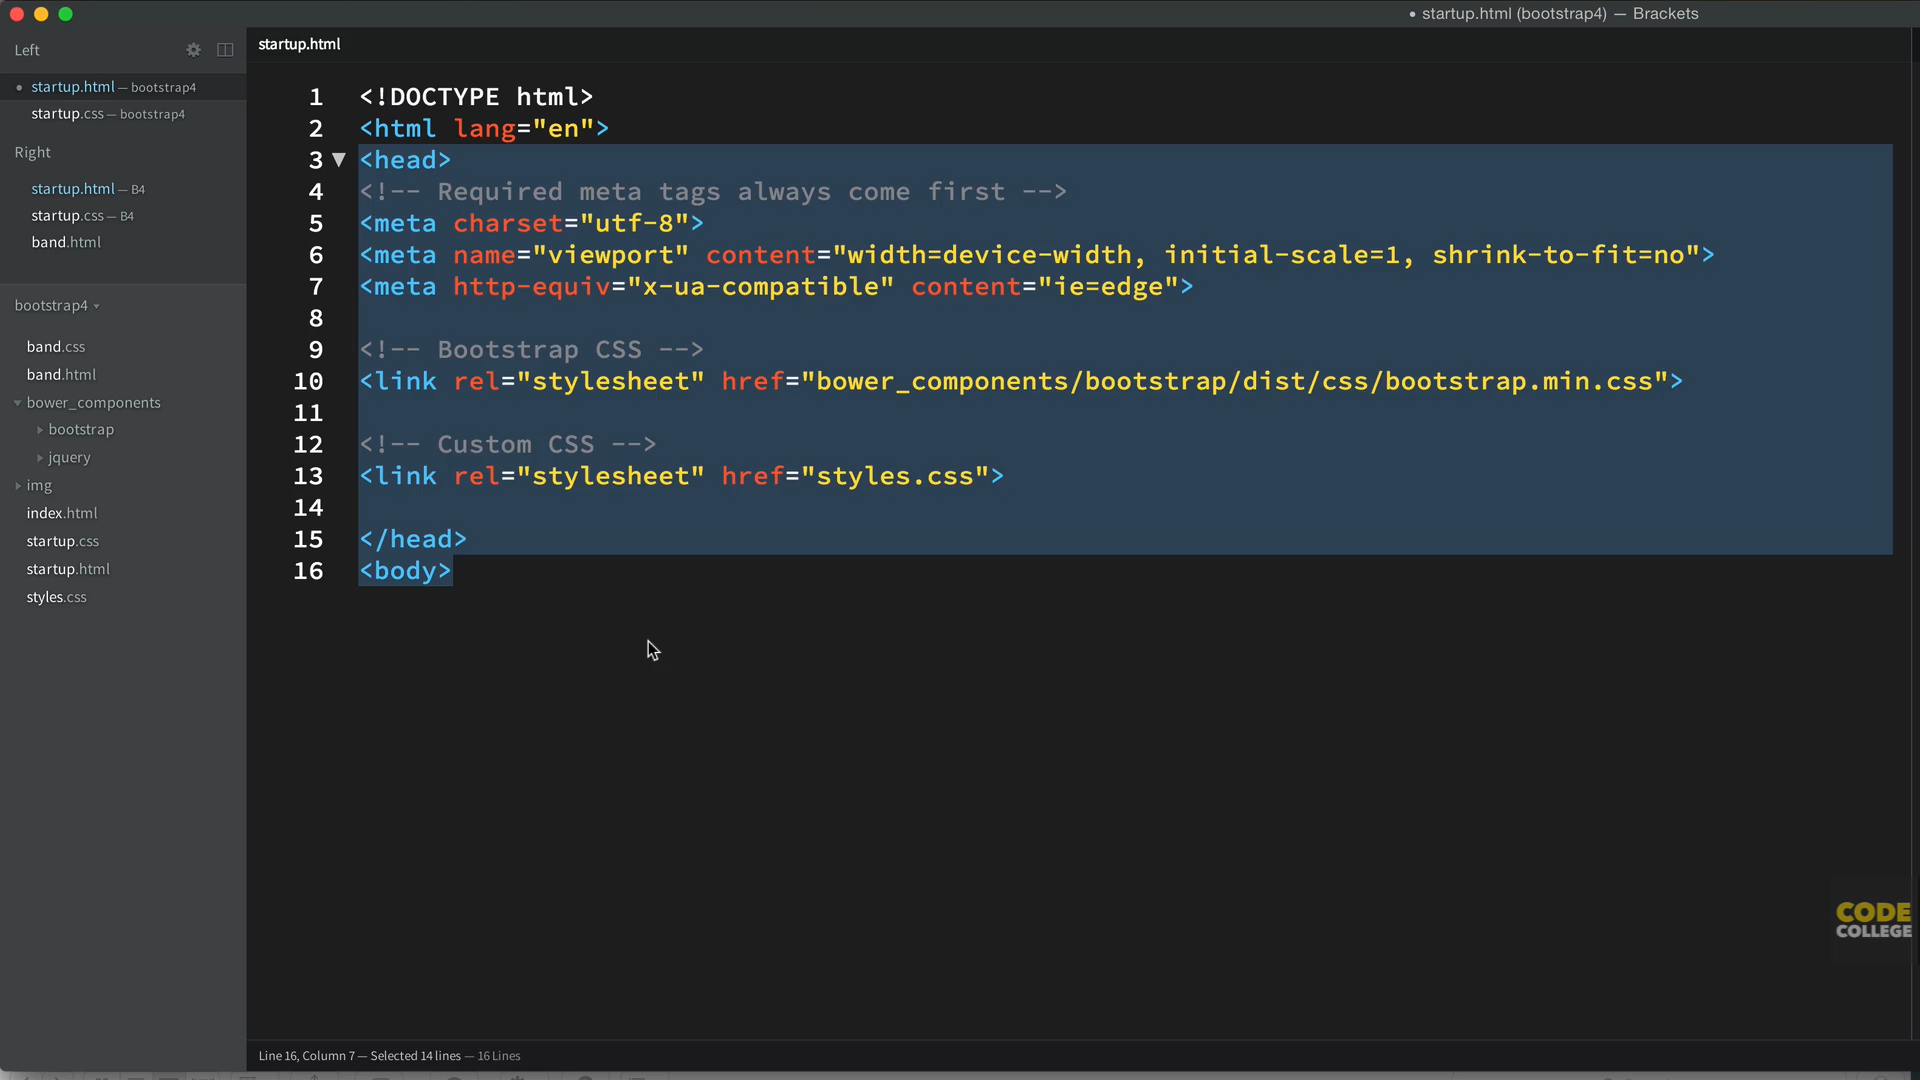 • startup.html (bootstrap4) — Brackets
Left
startup.html — bootstrap4
startup.css — bootstrap4
Right
startup.html — B4
startup.css — B4
band.html
bootstrap4
band.css
band.html
bower_components
bootstrap
jquery
img
index.html
startup.css
startup.html
styles.css
startup.html
1 <!DOCTYPE html>
2 <html lang="en">
3 <head>
4 <!-- Required meta tags always come first -->
5 <meta charset="utf-8">
6 <meta name="viewport" content="width=device-width, initial-scale=1, shrink-to-fit=no">
7 <meta http-equiv="x-ua-compatible" content="ie=edge">
8
9 <!-- Bootstrap CSS -->
10 <link rel="stylesheet" href="bower_components/bootstrap/dist/css/bootstrap.min.css">
11
12 <!-- Custom CSS -->
13 <link rel="stylesheet" href="styles.css">
14
15 </head>
16 <body>
CODE
COLLEGE
Line 16, Column 7 — Selected 14 lines — 16 Lines